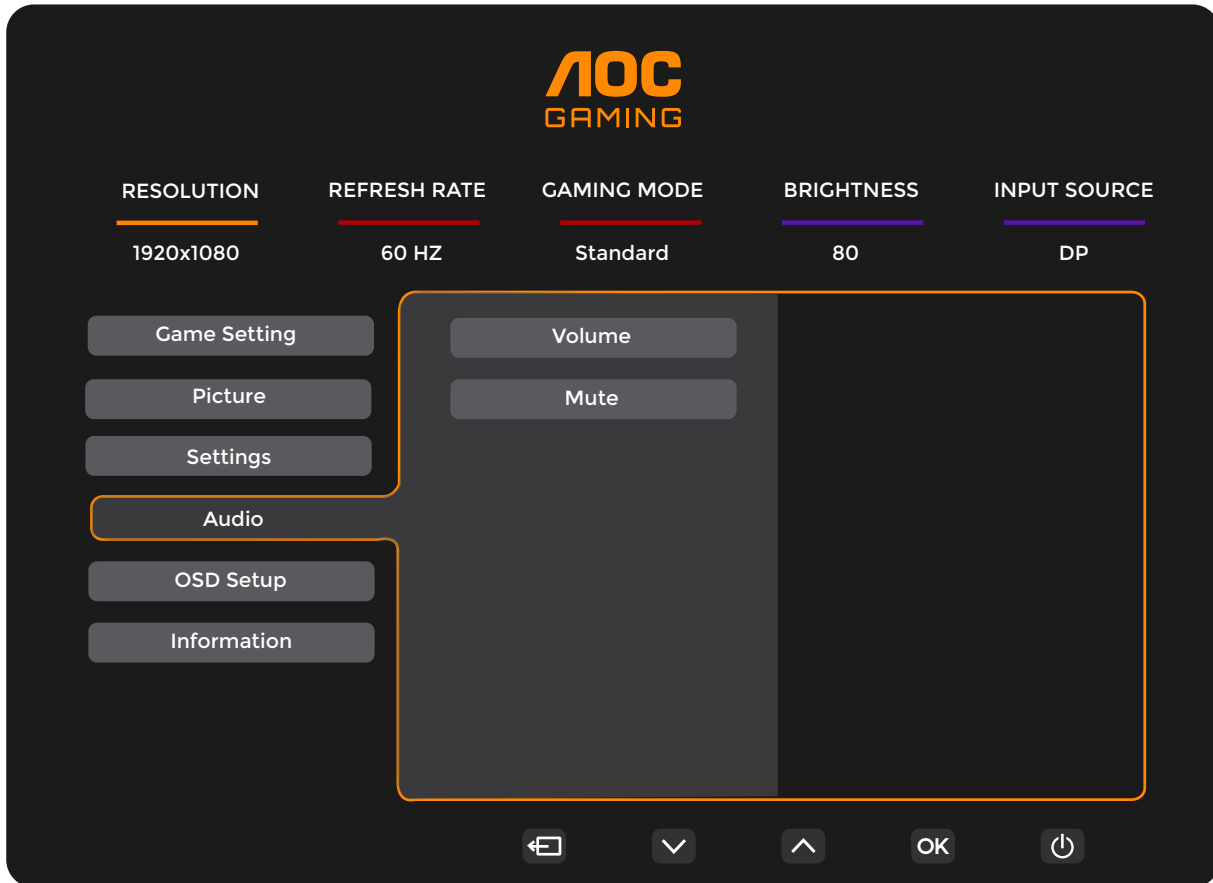 AOC
GAMING
RESOLUTION REFRESH RATE GAMING MODE BRIGHTNESS INPUT SOURCE
1920x1080 60 HZ Standard 80 DP
Game Setting Volume
Picture Mute
Settings
Audio
OSD Setup
Information
OK